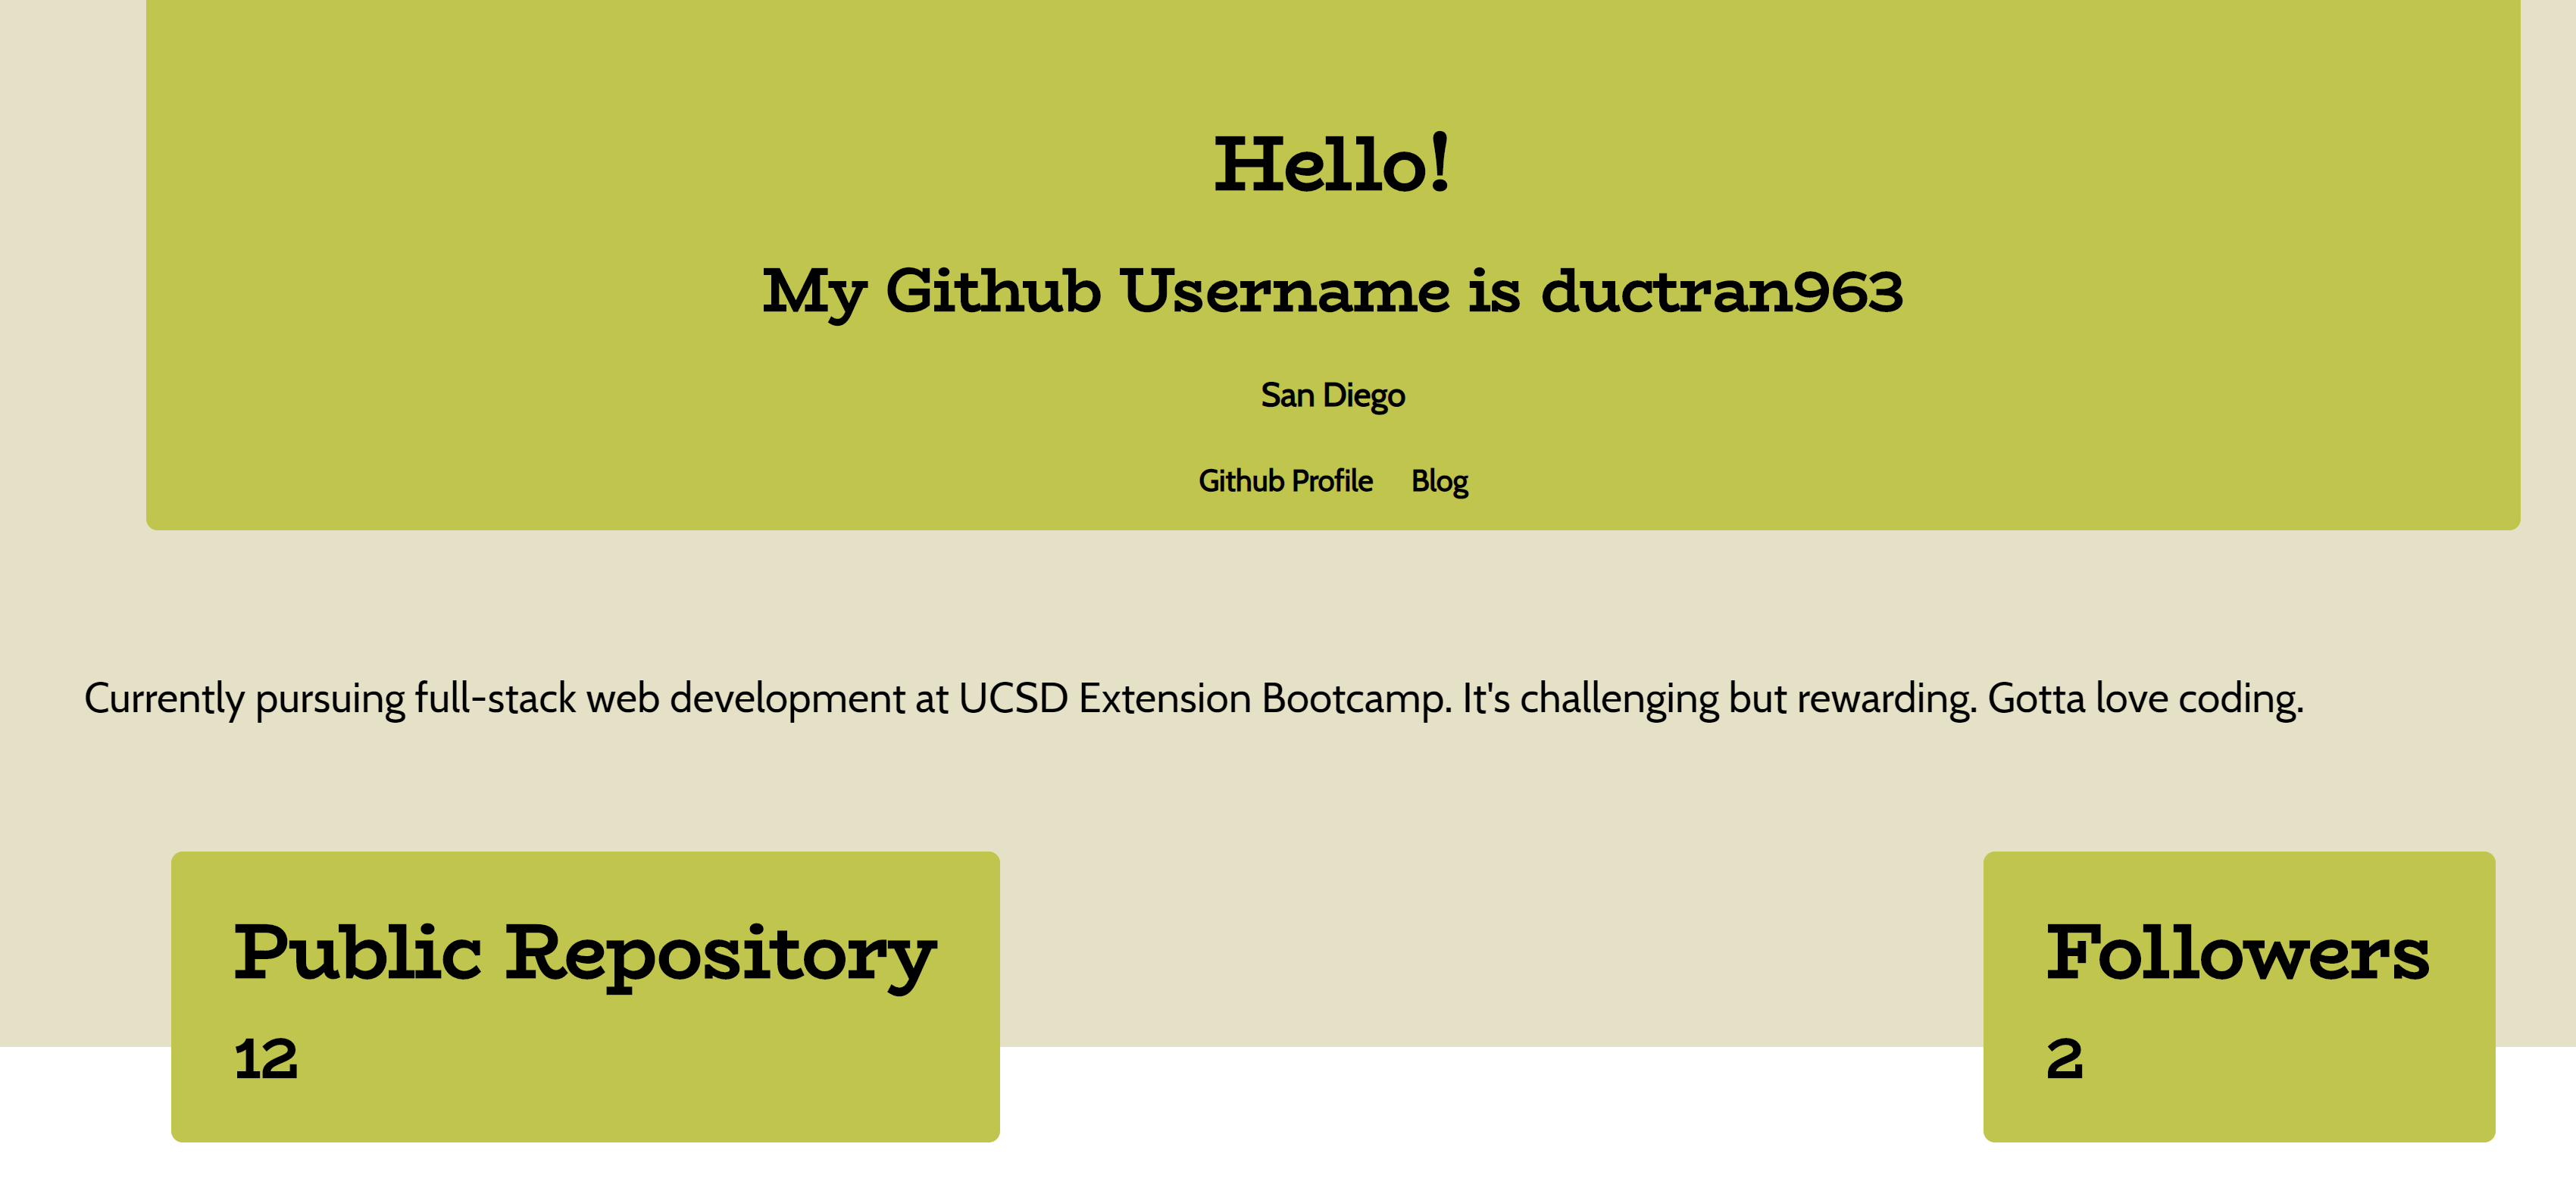 Hello!
My Github Username is ductran963
San Diego
Github Profile Blog
Currently pursuing full-stack web development at UCSD Extension Bootcamp. It's challenging but rewarding. Gotta love coding.
Public Repository
12
Followers
2